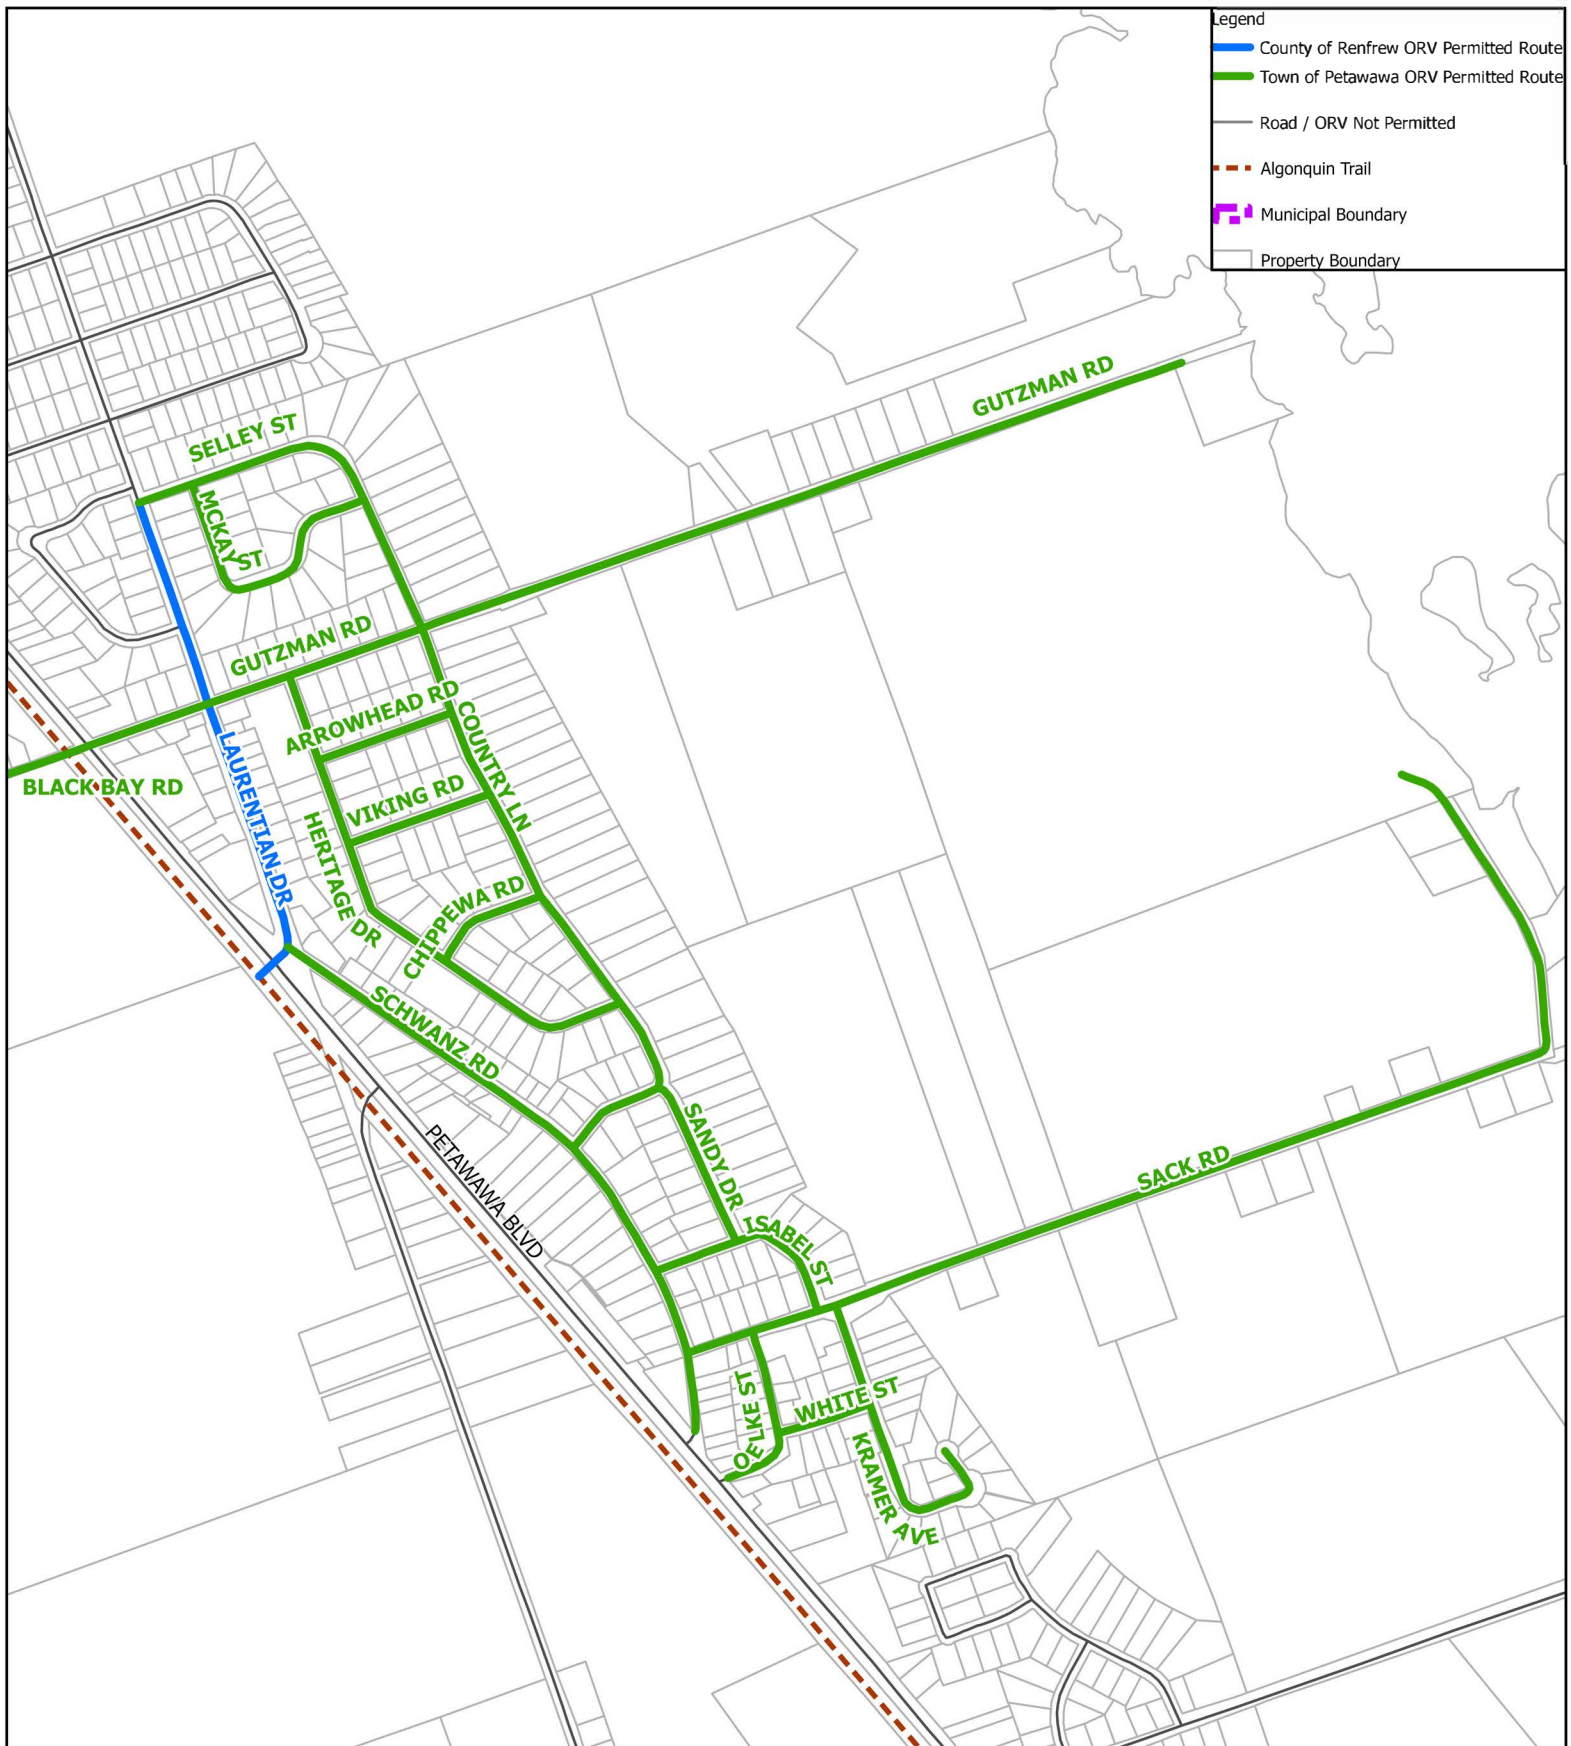 Legend
County of Renfrew ORV Permitted Route
Town of Petawawa ORV Permitted Route
Road / ORV Not Permitted
Algonquin Trail
Municipal Boundary
Property Boundary
GUTZMAN RD
SELLEY ST
MCKAY ST
GUTZMAN RD
ARROWHEAD RD
COUNTRY LN
BLACK BAY RD
LAURENTIAN DR
VIKING RD
HERITAGE DR
CHIPPEWA RD
SCHWANZ RD
SANDY DR
PETAWAWA BLVD
SACK RD
ISABEL ST
OELKE ST
WHITE ST
KRAMER AVE